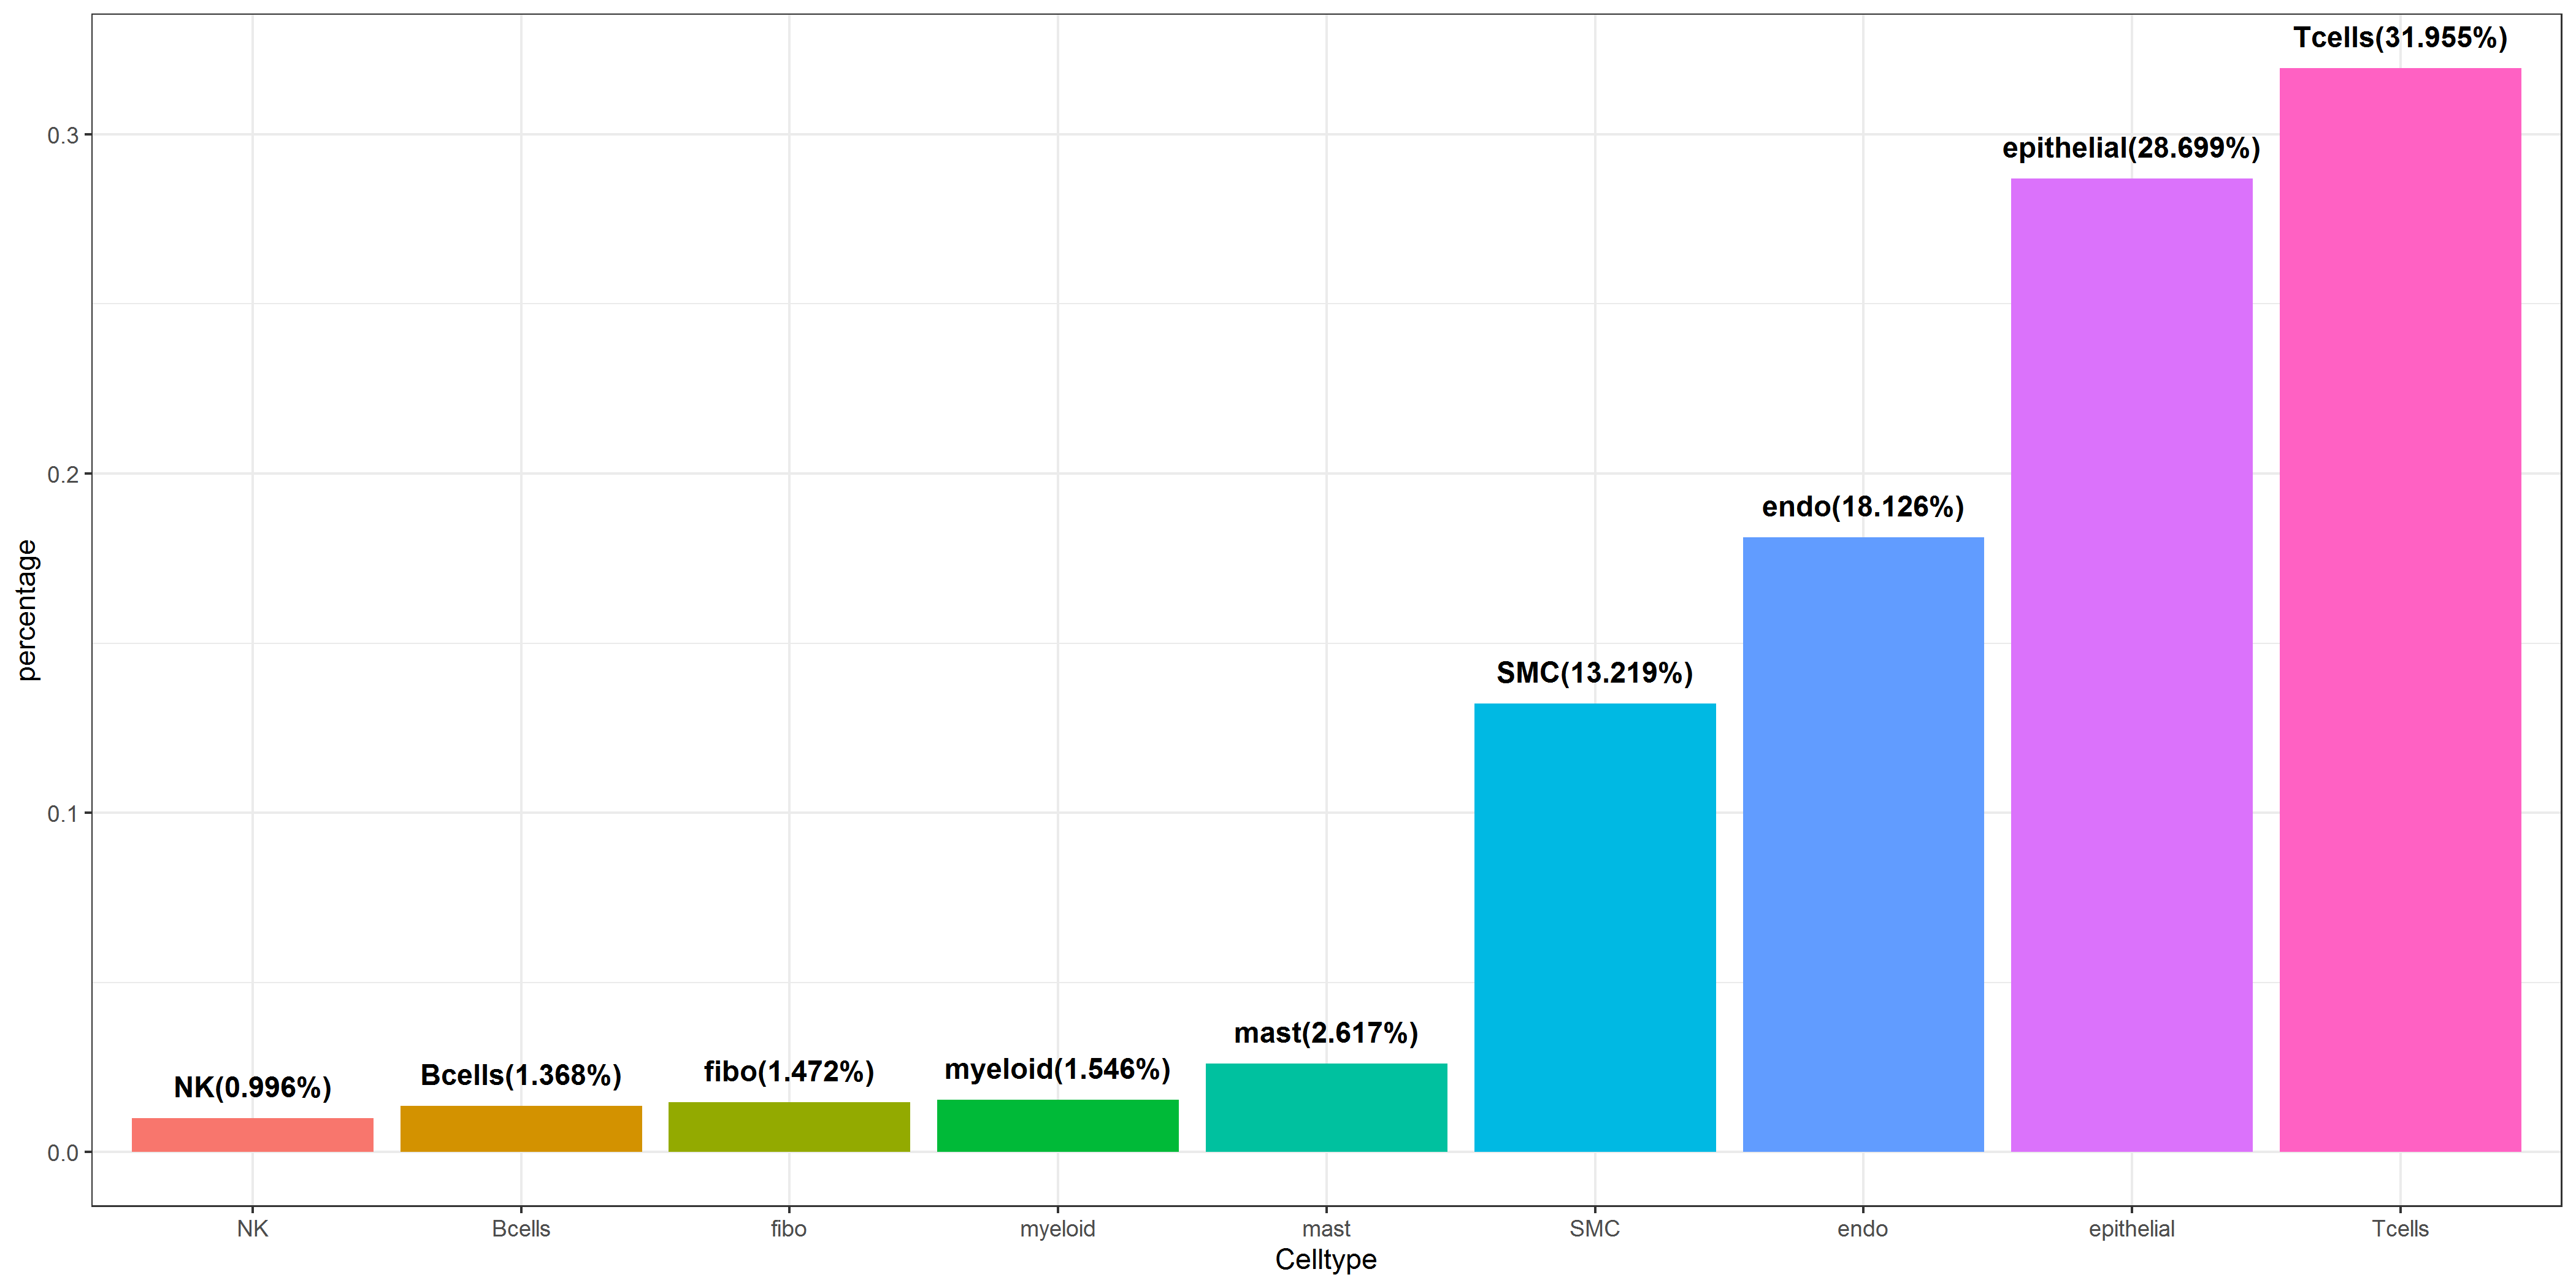 Tcells(31.955%)
epithelial(28.699%)
endo(18.126%)
SMC(13.219%)
mast(2.617%)
myeloid(1.546%)
fibo(1.472%)
Bcells(1.368%)
NK(0.996%)
percentage
0.3
0.2
0.1
0.0
NK Bcells fibo myeloid mast SMC endo epithelial Tcells
Celltype